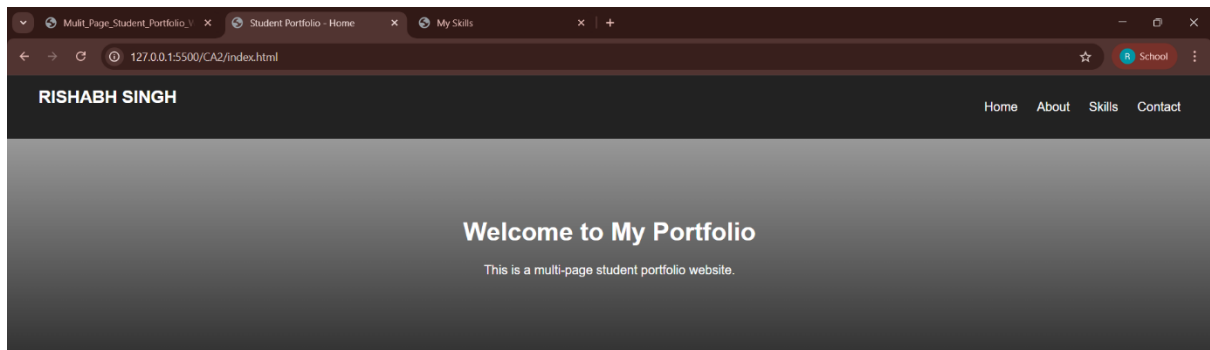 Mulit_Page_Student_Portfolio_V
Student Portfolio - Home
My Skills
127.0.0.1:5500/CA2/index.html
R School
RISHABH SINGH
Home About Skills Contact
Welcome to My Portfolio
This is a multi-page student portfolio website.